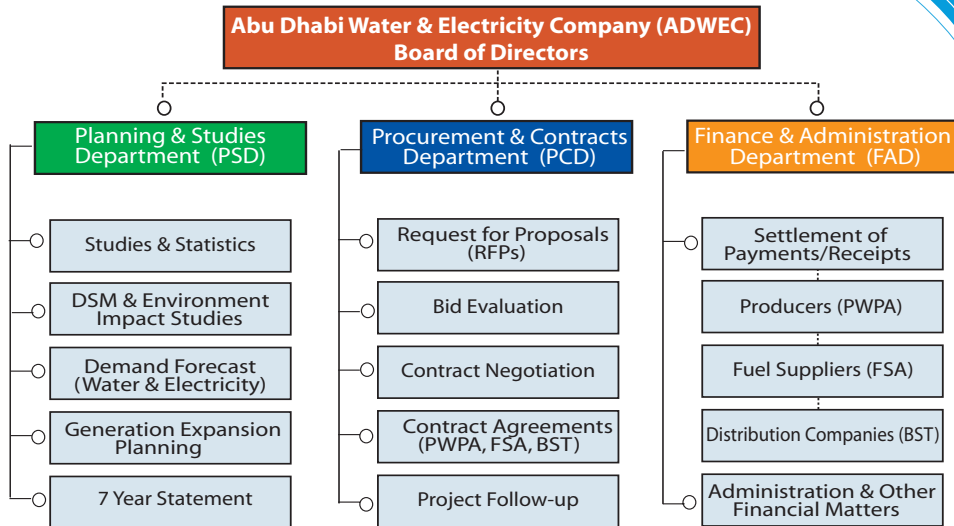 Abu Dhabi Water & Electricity Company (ADWEC)
Board of Directors
Planning & Studies
Department (PSD)
Studies & Statistics
DSM & Environment
Impact Studies
Demand Forecast
(Water & Electricity)
Generation Expansion
Planning
7 Year Statement
Procurement & Contracts
Department (PCD)
Request for Proposals
(RFPs)
Bid Evaluation
Contract Negotiation
Contract Agreements
(PWPA, FSA, BST)
Project Follow-up
Finance & Administration
Department (FAD)
Settlement of
Payments/Receipts
Producers (PWPA)
Fuel Suppliers (FSA)
Distribution Companies (BST)
Administration & Other
Financial Matters